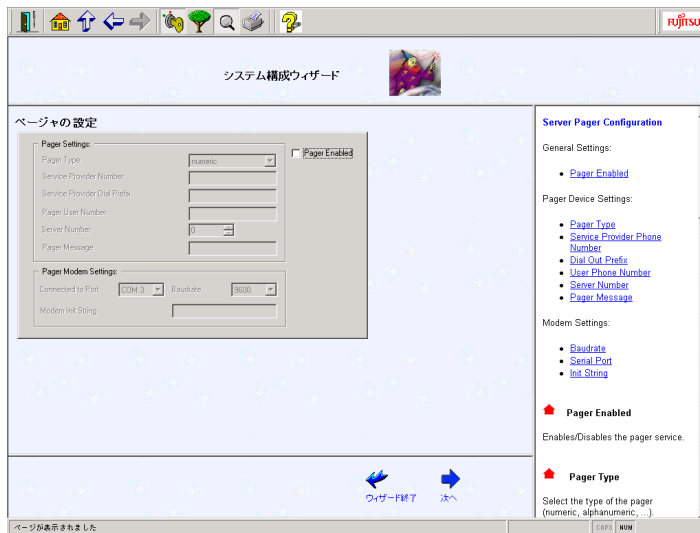 FUJITSU
システム構成ウィザード
ページャの設定
Pager Settings:
Pager Type
numeric
Service Provider Number
Service Provider Dial Prefix
Pager User Number
Server Number
0
Pager Message
Pager Enabled
Pager Modem Settings:
Connected to Port
COM 3
Baudrate
9600
Modem Init String
ウィザード終了
次へ
Server Pager Configuration
General Settings:
Pager Enabled
Pager Device Settings:
Pager Type
Service Provider Phone
Number
Dial Out Prefix
User Phone Number
Server Number
Pager Message
Modem Settings:
Baudrate
Serial Port
Init String
Pager Enabled
Enables/Disables the pager service.
Pager Type
Select the type of the pager
(numeric, alphanumeric, ...).
ページが表示されました
CAPS
NUM